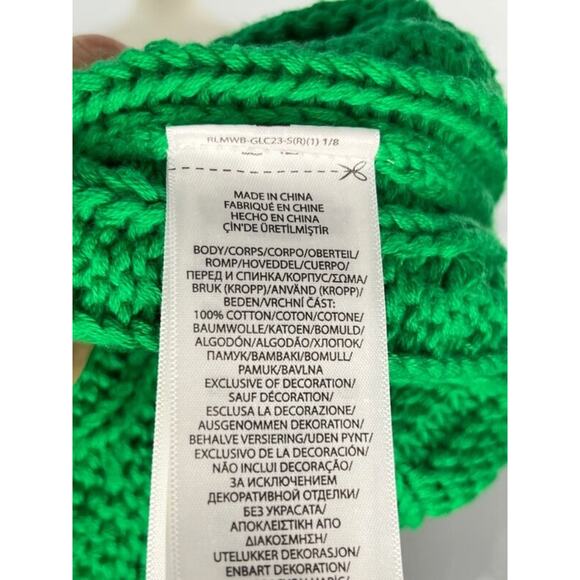 RLMWB-GLC23-S(R)(1) 1/8
MADE IN CHINA
FABRIQUÉ EN CHINE
HECHO EN CHINA
ÇİN'DE ÜRETİLMİŞTİR
BODY/CORPS/CORPO/OBERTEIL/
ROMP/HOVEDDEL/CUERPO/
ПЕРЕД И СПИНКА/КОРПУС/ΣΩΜΑ/
BRUK (KROPP)/ANVÄND (KROPP)/
BEDEN/VRCHNÍ ČÁST:
100% COTTON/COTON/COTONE/
BAUMWOLLE/KATOEN/BOMULD/
ALGODÓN/ALGODÃO/ХЛОПОК/
ПАМУК/ΒΑΜΒΑΚΙ/BOMULL/
PAMUK/BAVLNA
EXCLUSIVE OF DECORATION/
SAUF DÉCORATION/
ESCLUSA LA DECORAZIONE/
AUSGENOMMEN DEKORATION/
BEHALVE VERSIERING/UDEN PYNT/
EXCLUSIVO DE LA DECORACIÓN/
NÃO INCLUI DECORAÇÃO/
ЗА ИСКЛЮЧЕНИЕМ
ДЕКОРАТИВНОЙ ОТДЕЛКИ/
БЕЗ УКРАСАТА/
ΑΠΟΚΛΕΙΣΤΙΚΗ ΑΠΟ
ΔΙΑΚΟΣΜΗΣΗ/
UTELUKKER DEKORASJON/
ENBART DEKORATION/